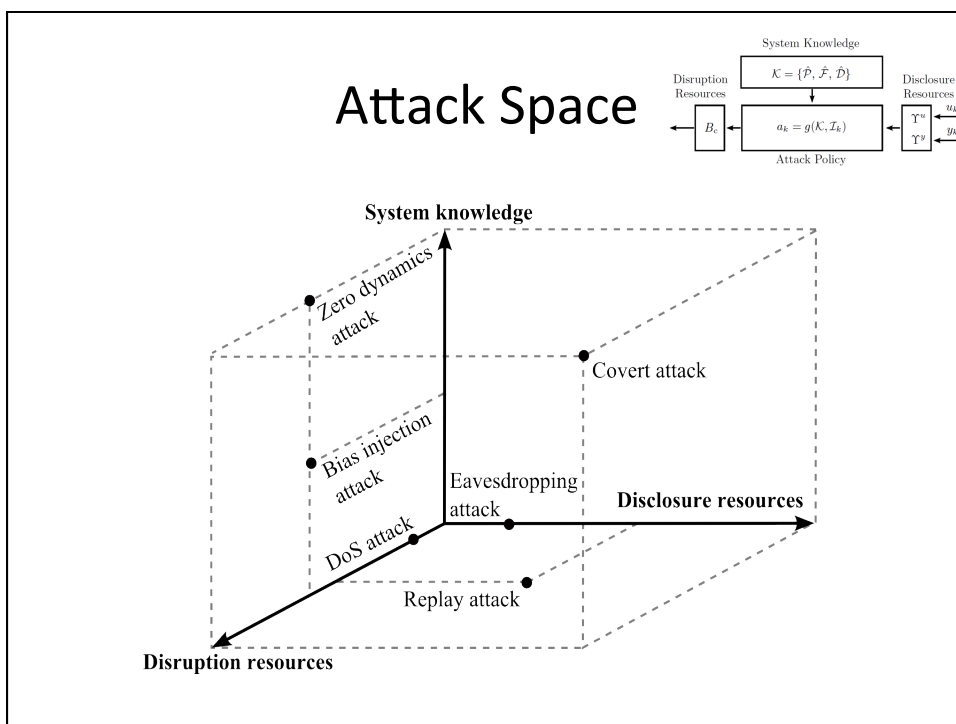 Attack Space
System Knowledge
𝒦 = {𝒫̂, ℱ̂, 𝒟̂}
Disruption
Resources
Disclosure
Resources
B_c
a_k = g(𝒦, ℐ_k)
Υ^u
Υ^y
u_k
y_k
Attack Policy
System knowledge
Zero dynamics
attack
Covert attack
Bias injection
attack
Eavesdropping
attack
Disclosure resources
DoS attack
Replay attack
Disruption resources